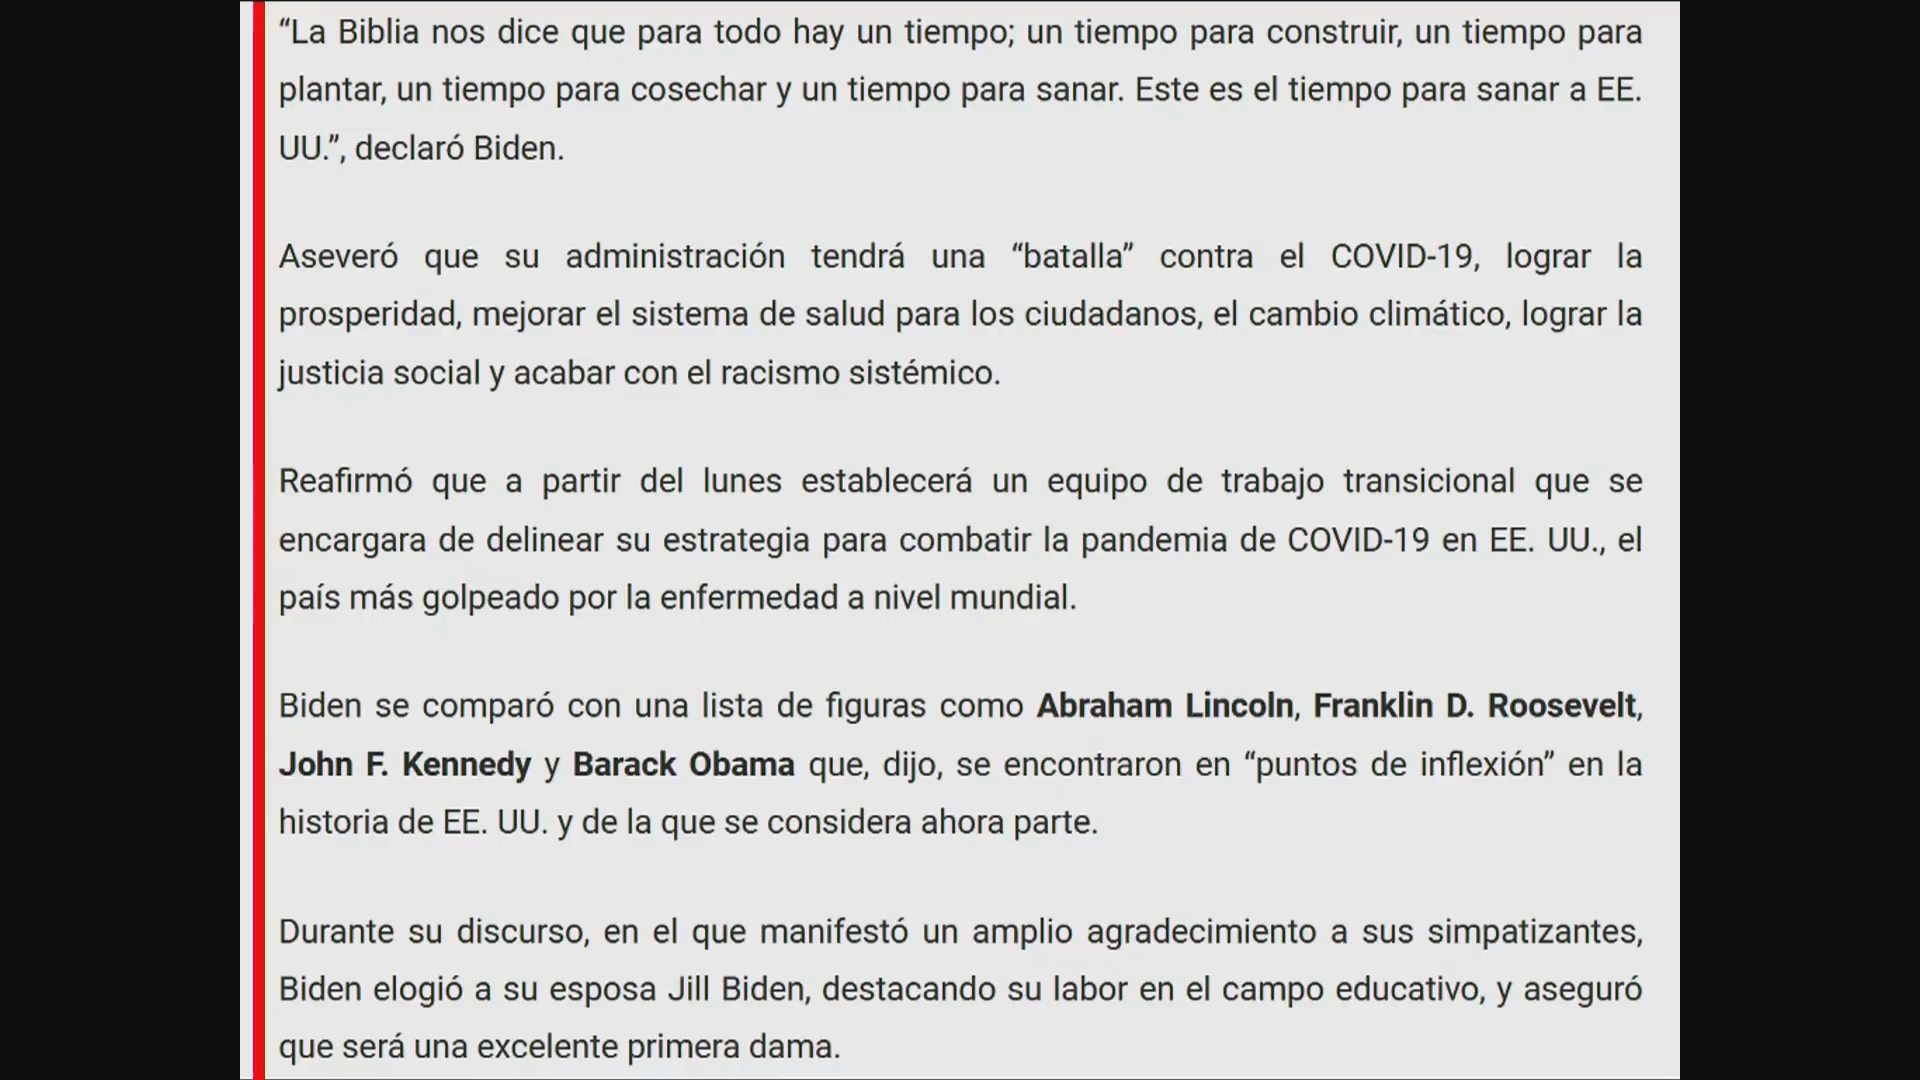 “La Biblia nos dice que para todo hay un tiempo; un tiempo para construir, un tiempo para
plantar, un tiempo para cosechar y un tiempo para sanar. Este es el tiempo para sanar a EE.
UU.”, declaró Biden.
Aseveró que su administración tendrá una “batalla” contra el COVID-19, lograr la
prosperidad, mejorar el sistema de salud para los ciudadanos, el cambio climático, lograr la
justicia social y acabar con el racismo sistémico.
Reafirmó que a partir del lunes establecerá un equipo de trabajo transicional que se
encargara de delinear su estrategia para combatir la pandemia de COVID-19 en EE. UU., el
país más golpeado por la enfermedad a nivel mundial.
Biden se comparó con una lista de figuras como Abraham Lincoln, Franklin D. Roosevelt,
John F. Kennedy y Barack Obama que, dijo, se encontraron en “puntos de inflexión” en la
historia de EE. UU. y de la que se considera ahora parte.
Durante su discurso, en el que manifestó un amplio agradecimiento a sus simpatizantes,
Biden elogió a su esposa Jill Biden, destacando su labor en el campo educativo, y aseguró
que será una excelente primera dama.